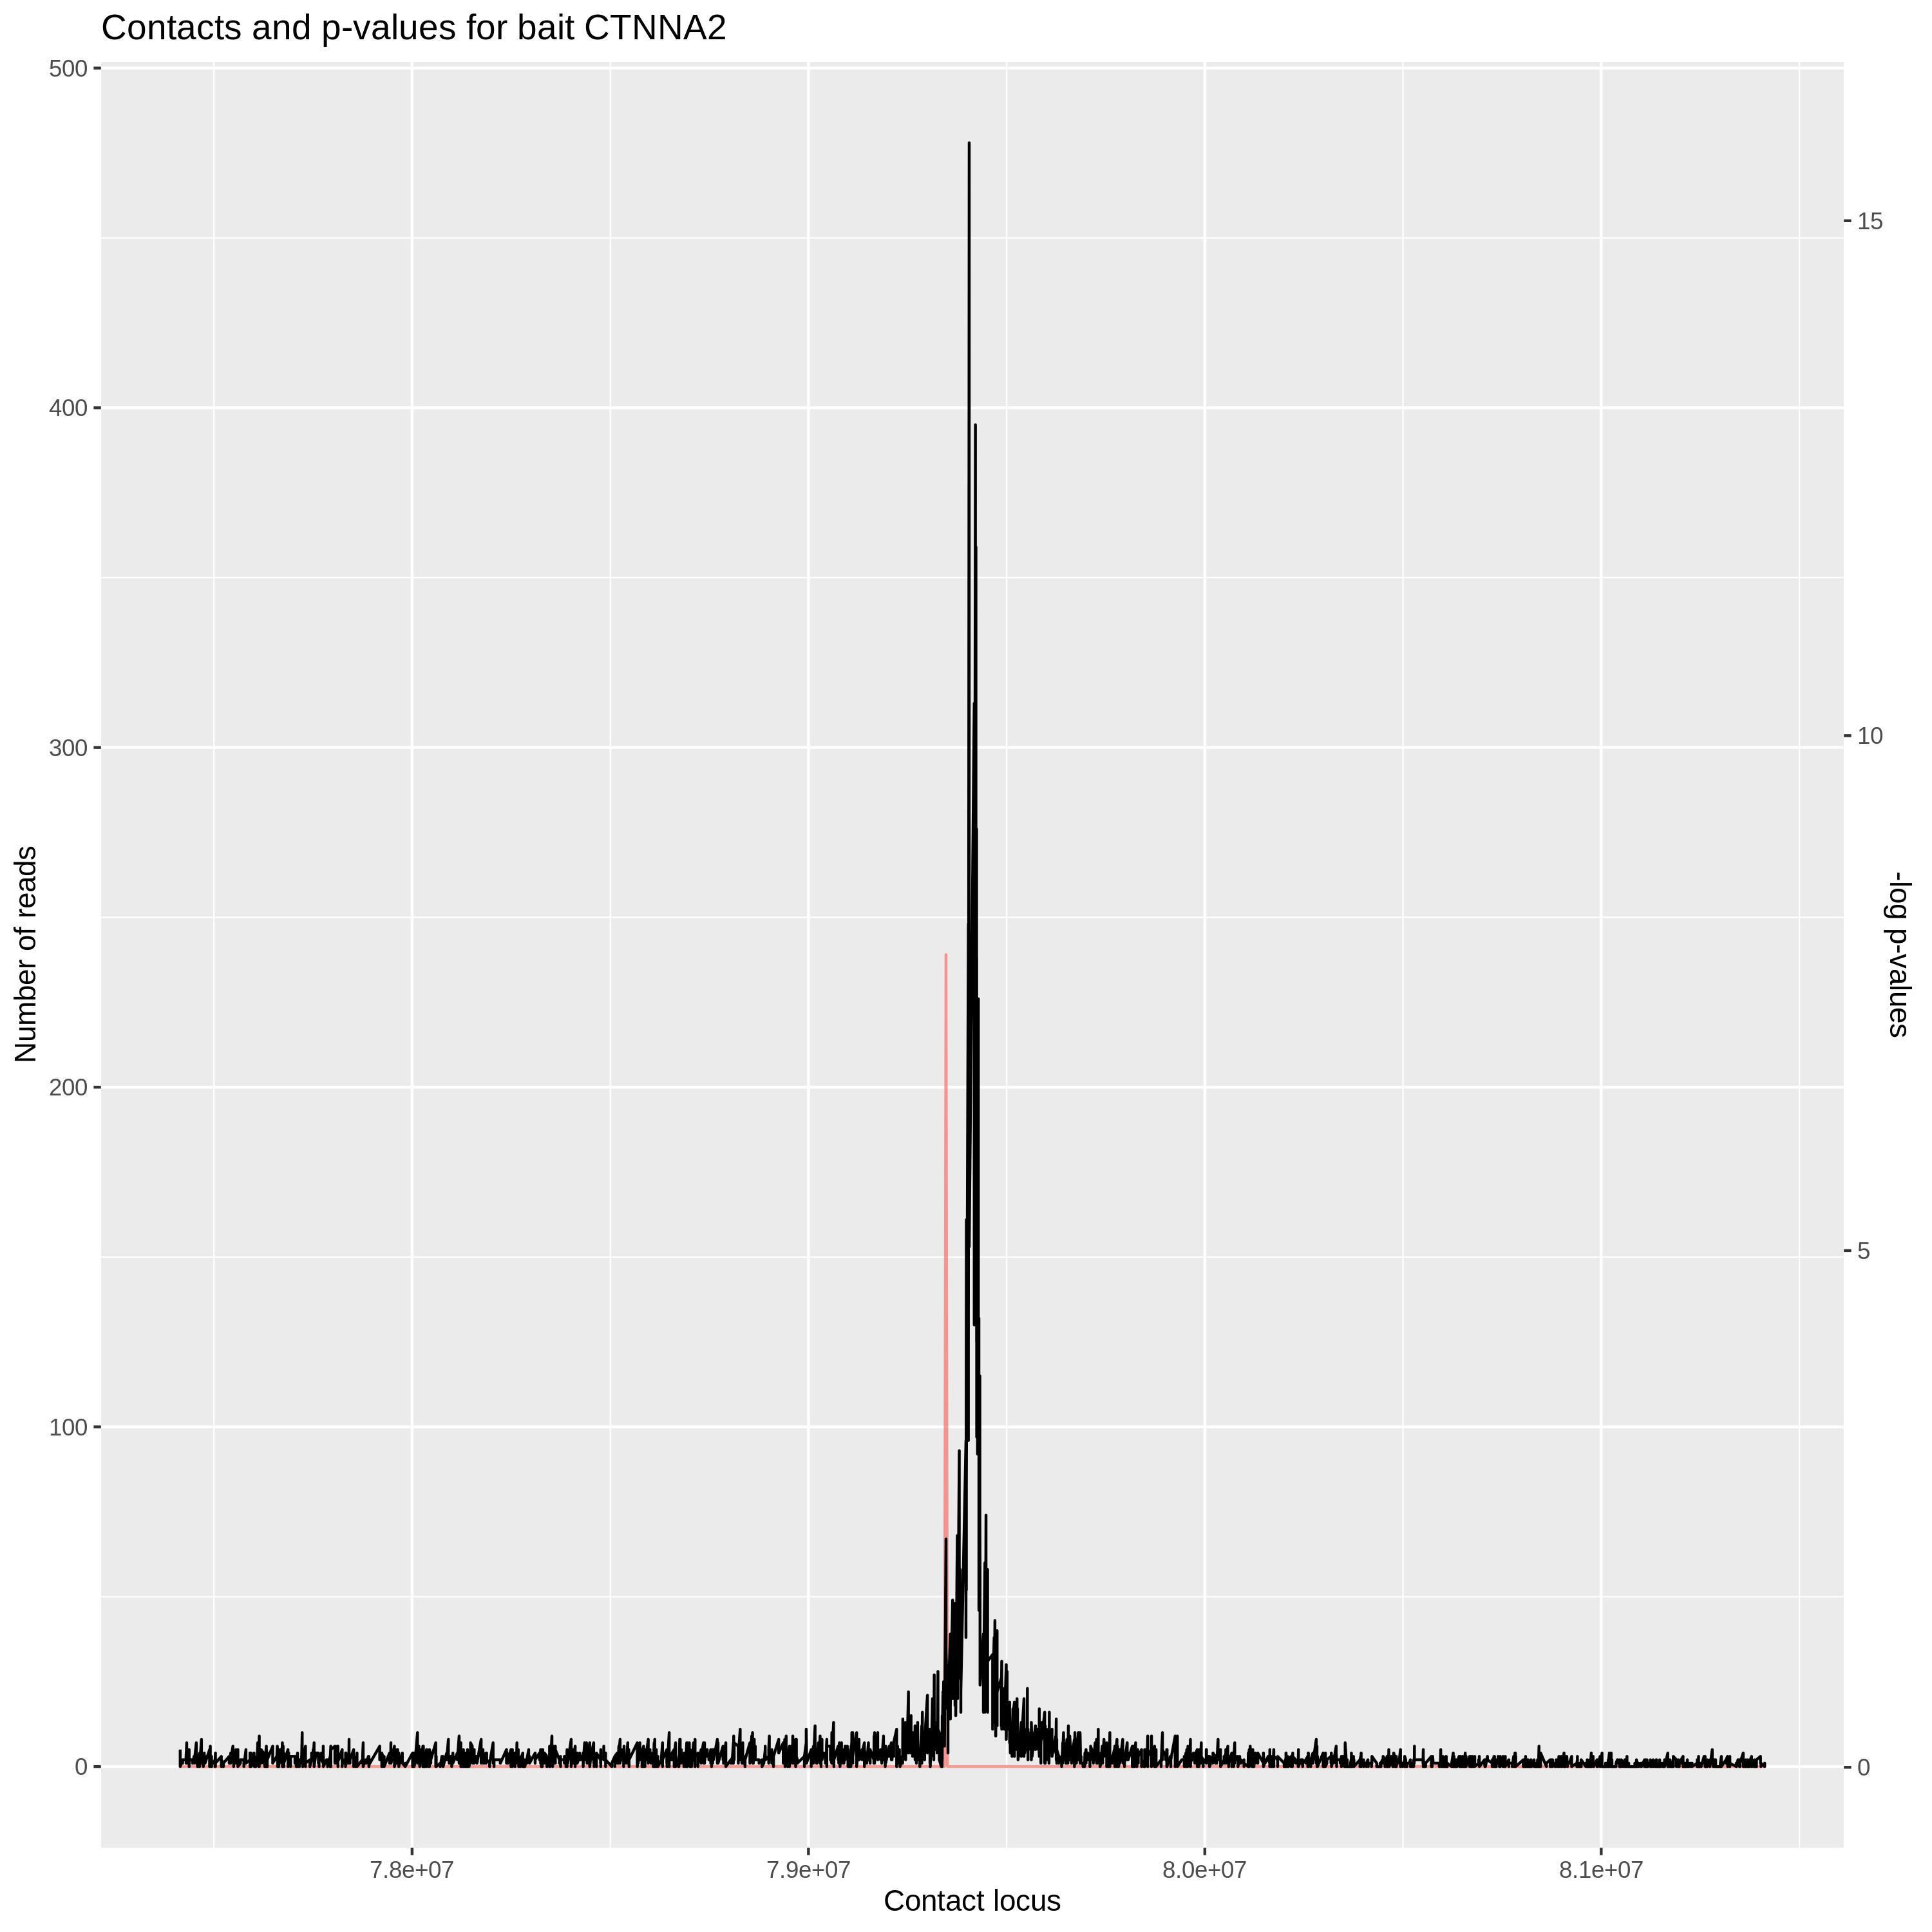 Contacts and p-values for bait CTNNA2
500
400
300
200
100
0
Number of reads
15
10
5
0
-log p-values
7.8e+07 7.9e+07 8.0e+07 8.1e+07
Contact locus